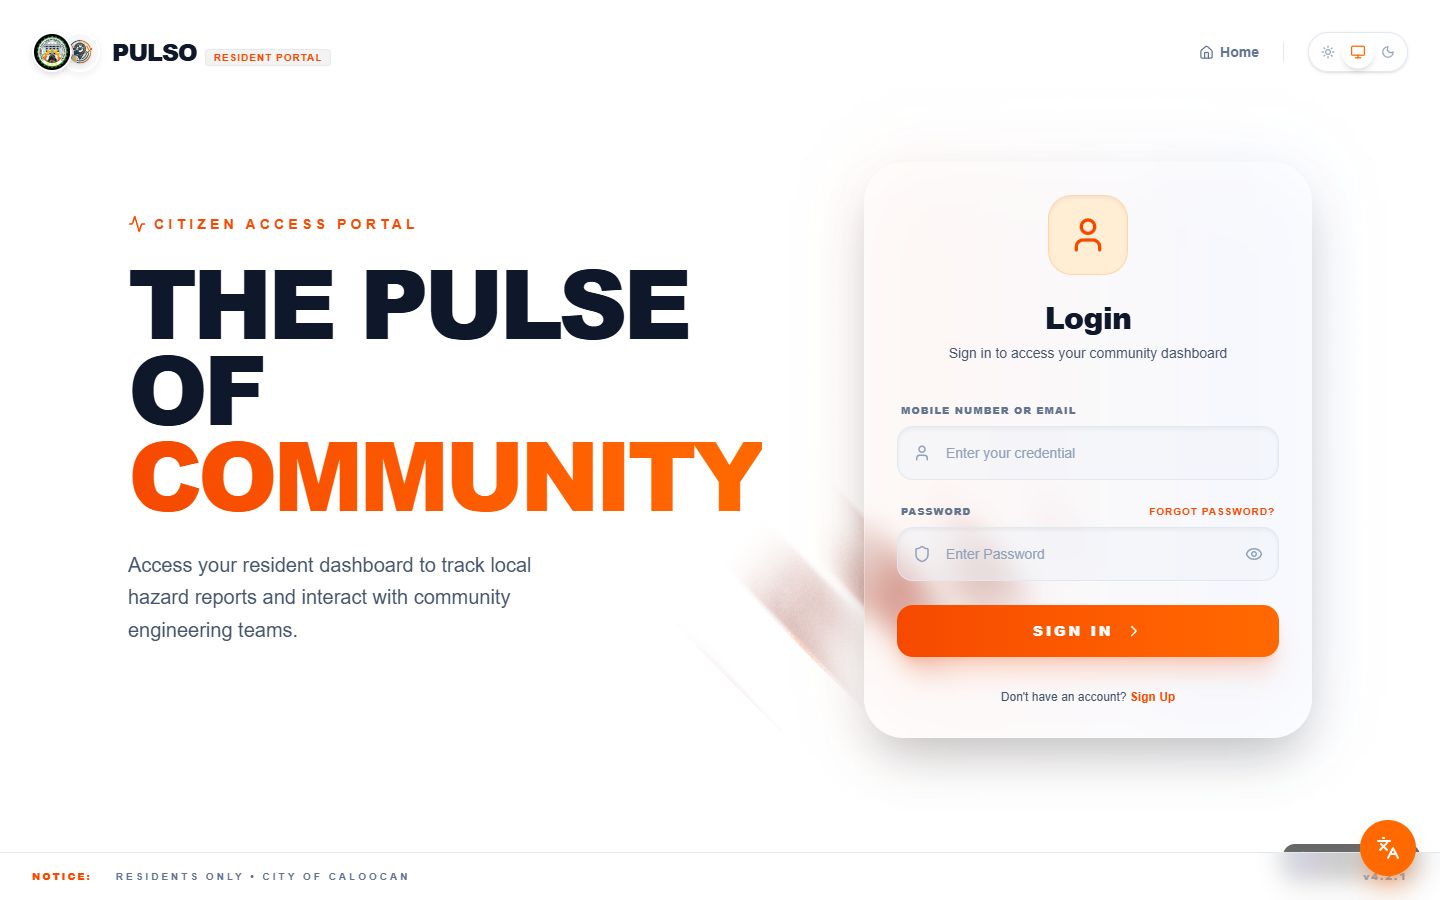 PULSO
RESIDENT PORTAL
Home
CITIZEN ACCESS PORTAL
THE PULSE
OF
COMMUNITY
Access your resident dashboard to track local
hazard reports and interact with community
engineering teams.
Login
Sign in to access your community dashboard
MOBILE NUMBER OR EMAIL
Enter your credential
PASSWORD
FORGOT PASSWORD?
Enter Password
SIGN IN
Don't have an account? Sign Up
NOTICE:
RESIDENTS ONLY • CITY OF CALOOCAN
v4.2.1